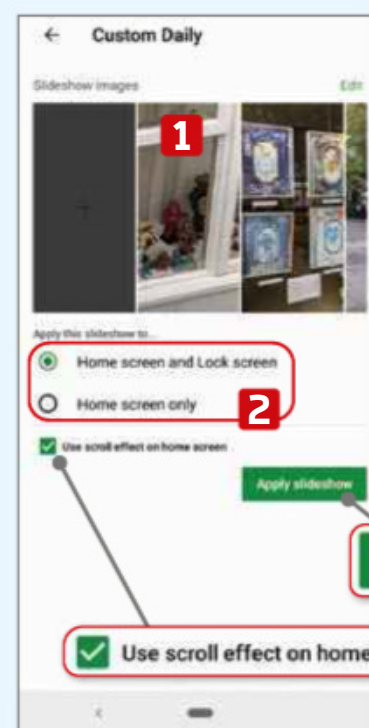 Custom Daily
Slideshow images Edit
1
Apply this slideshow to...
Home screen and Lock screen
Home screen only
2
Use scroll effect on home screen
Apply slideshow
Use scroll effect on home